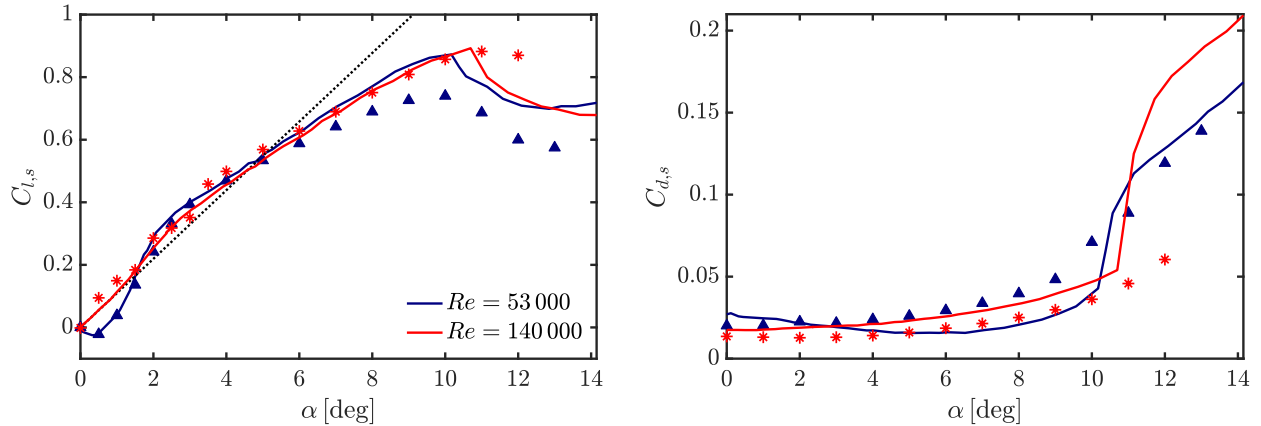 1
0.8
0.6
0.4
0.2
0
C_{l,s}
0 2 4 6 8 10 12 14
α [deg]
Re = 53 000
Re = 140 000
0.2
0.15
0.1
0.05
0
C_{d,s}
0 2 4 6 8 10 12 14
α [deg]